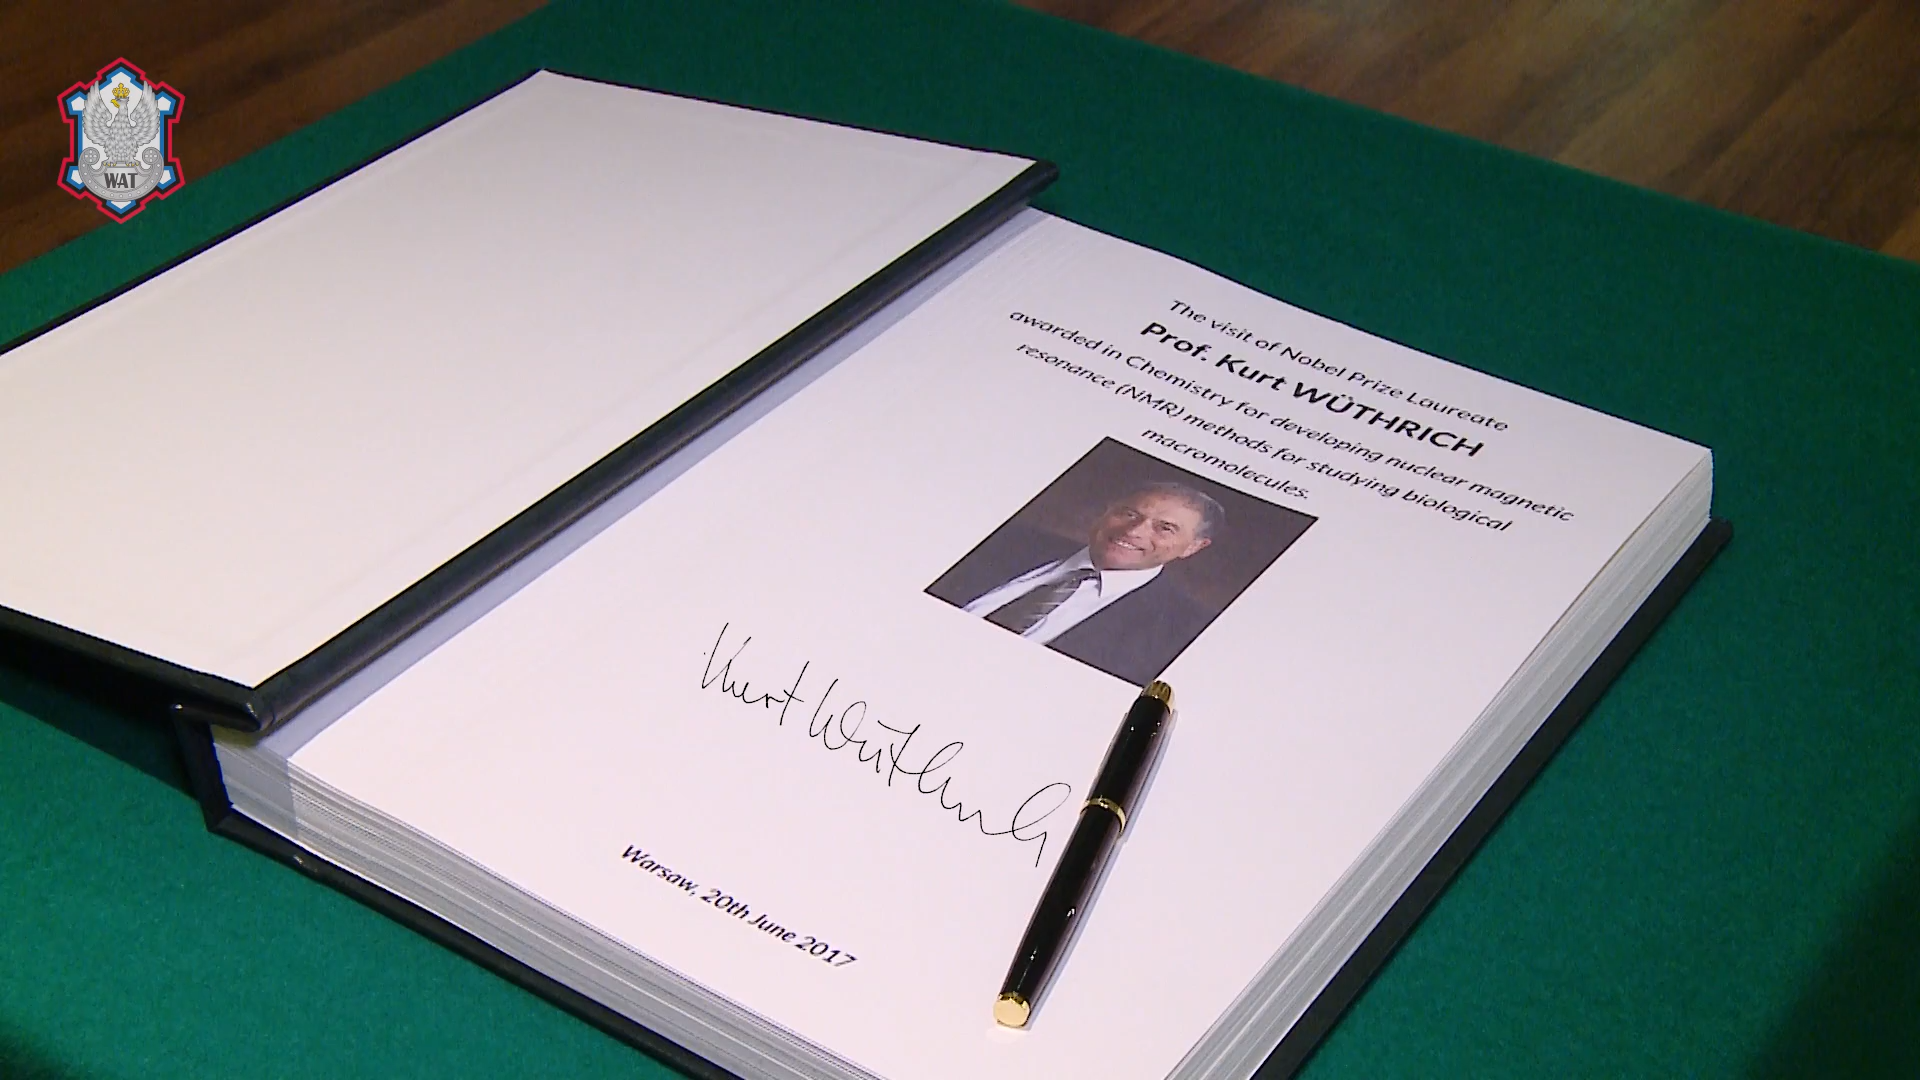 WAT
The visit of Nobel Prize Laureate
Prof. Kurt WÜTHRICH
awarded in Chemistry for developing nuclear magnetic
resonance (NMR) methods for studying biological
macromolecules.
Kurt Wüthrich
Warsaw, 20th June 2017